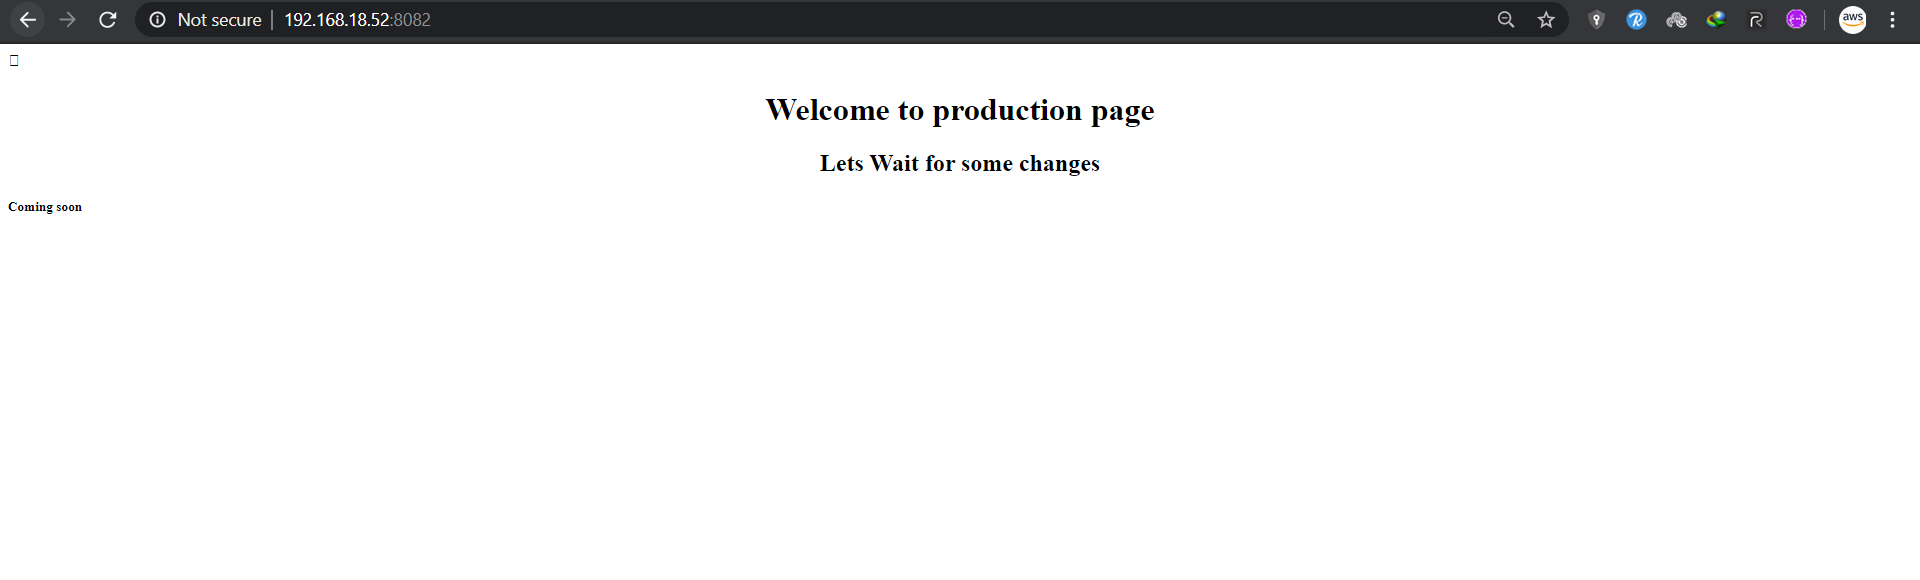 Not secure 192.168.18.52:8082 aws
Welcome to production page
Lets Wait for some changes
Coming soon